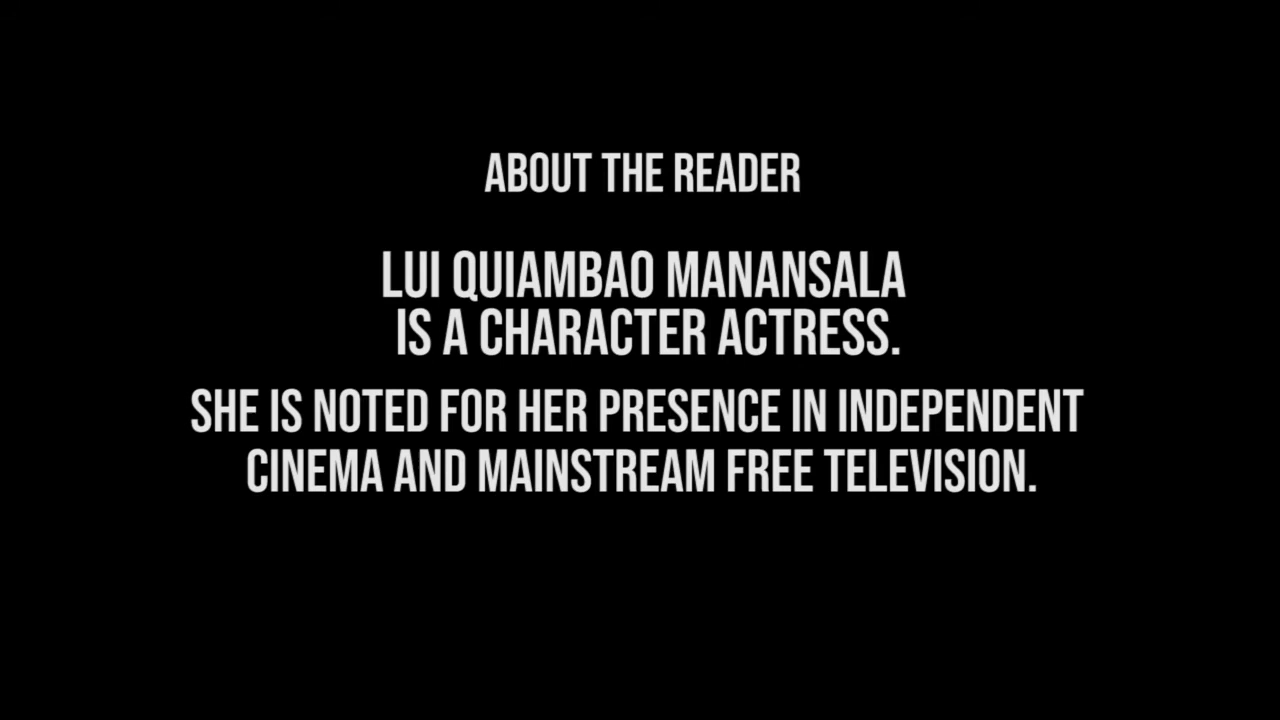 ABOUT THE READER
LUI QUIAMBAO MANANSALA
IS A CHARACTER ACTRESS.
SHE IS NOTED FOR HER PRESENCE IN INDEPENDENT
CINEMA AND MAINSTREAM FREE TELEVISION.